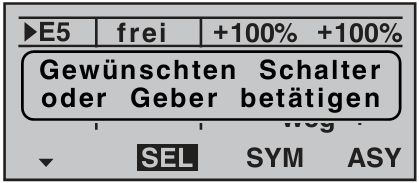 ►E5 frei +100% +100%
Gewünschten Schalter
oder Geber betätigen
SEL SYM ASY